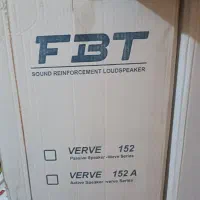 FBT
SOUND REINFORCEMENT LOUDSPEAKER
VERVE 152
Passive Speaker -Verve Series
VERVE 152 A
Active Speaker -Verve Series